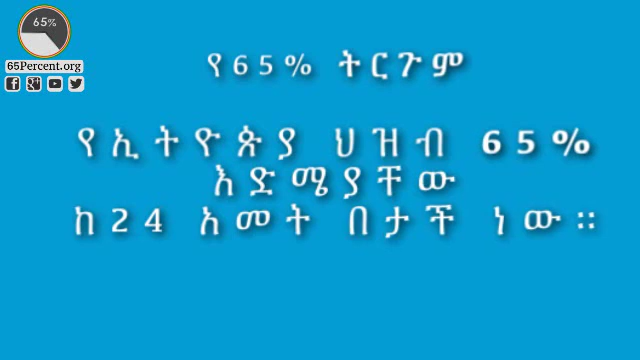 65%
65Percent.org
የ65% ትርጉም
የኢትዮጵያ ህዝብ 65%
እድሜያቸው
ከ24 አመት በታች ነው።